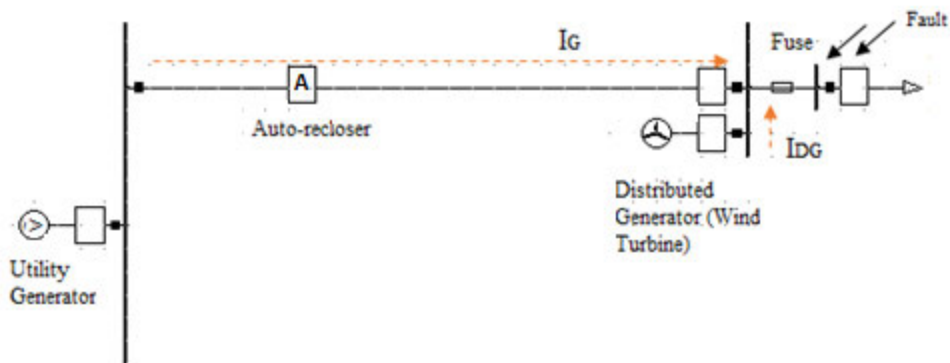 IG
Fuse
Fault
A
Auto-recloser
IDG
Distributed
Generator (Wind
Turbine)
Utility
Generator